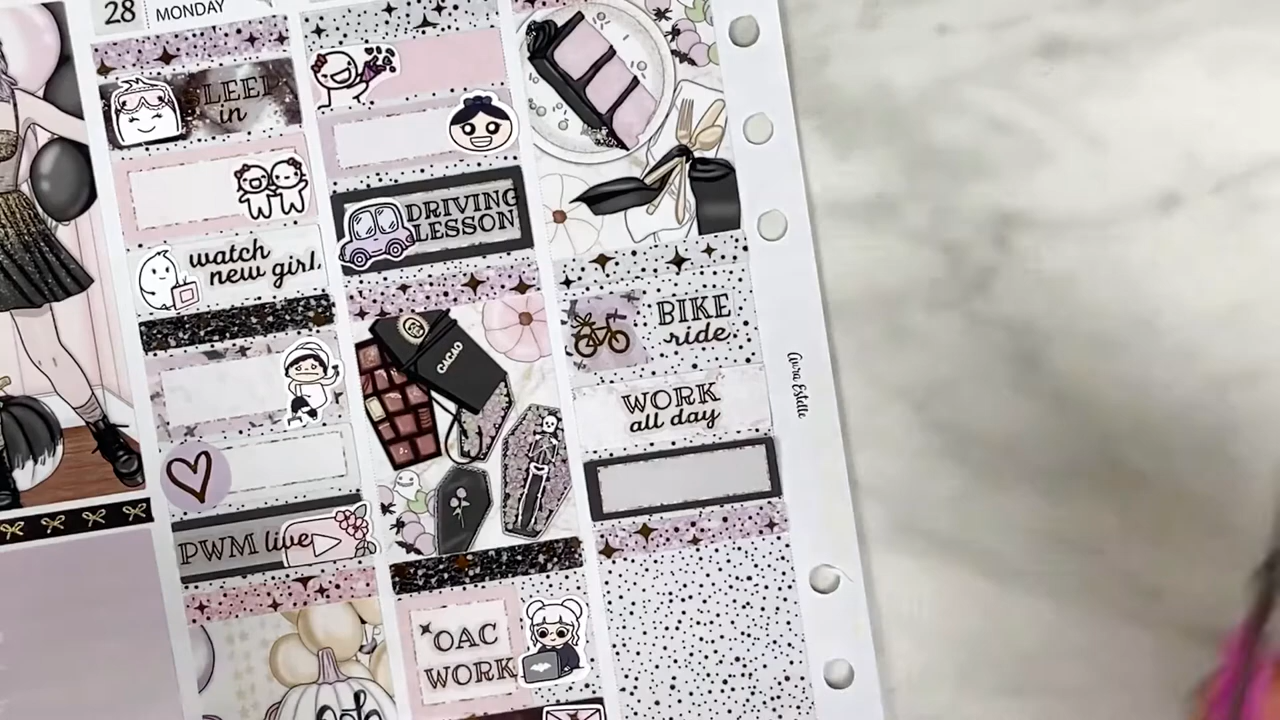 28
MONDAY
SLEEP
in
watch
new girl
PWM live
DRIVING
LESSON
CACAO
OAC
WORK
BIKE
ride
WORK
all day
Aura Estelle